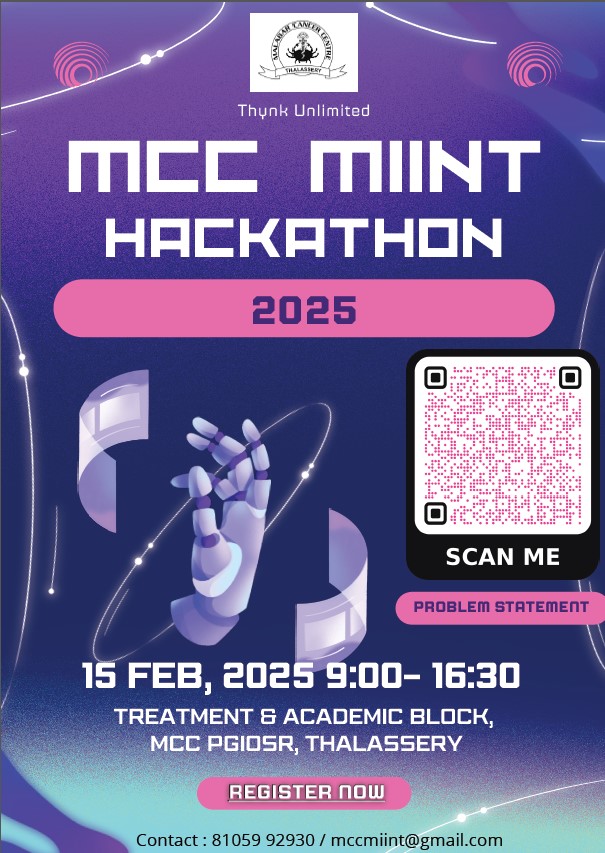 MALABAR CANCER CENTRE
THALASSERY
Thynk Unlimited
MCC MIINT
HACKATHON
2025
SCAN ME
PROBLEM STATEMENT
15 FEB, 2025 9:00– 16:30
TREATMENT & ACADEMIC BLOCK,
MCC PGIOSR, THALASSERY
REGISTER NOW
Contact : 81059 92930 / mccmiint@gmail.com